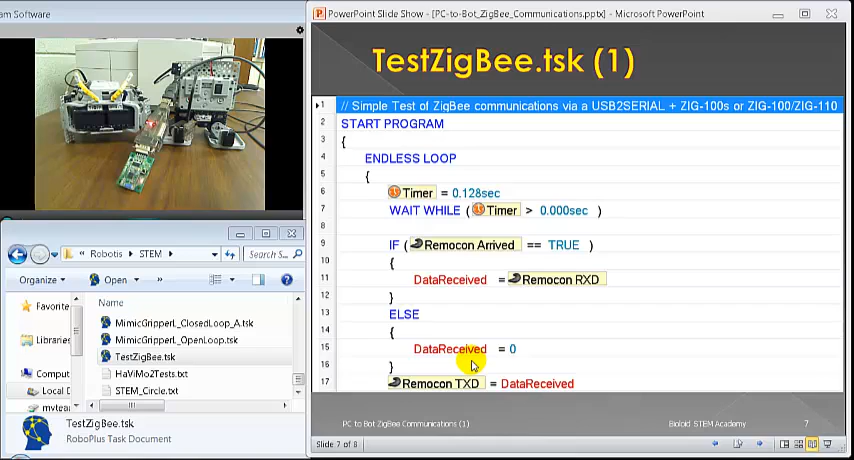 am Software
PowerPoint Slide Show - [PC-to-Bot_ZigBee_Communications.pptx] - Microsoft PowerPoint
TestZigBee.tsk (1)
1 // Simple Test of ZigBee communications via a USB2SERIAL + ZIG-100s or ZIG-100/ZIG-110
2 START PROGRAM
3 {
4 ENDLESS LOOP
5 {
6 Timer = 0.128sec
7 WAIT WHILE ( Timer > 0.000sec )
8
9 IF ( Remocon Arrived == TRUE )
10 {
11 DataReceived = Remocon RXD
12 }
13 ELSE
14 {
15 DataReceived = 0
16 }
17 Remocon TXD = DataReceived
PC to Bot ZigBee Communications (1) Bioloid STEM Academy 7
Slide 7 of 8
Robotis STEM Search S...
Organize Open »
Name
Favorite
Libraries
Comput
Local D
myteam
MimicGripperL_ClosedLoop_A.tsk
MimicGripperL_OpenLoop.tsk
TestZigBee.tsk
HaViMo2Tests.txt
STEM_Circle.txt
TestZigBee.tsk
RoboPlus Task Document